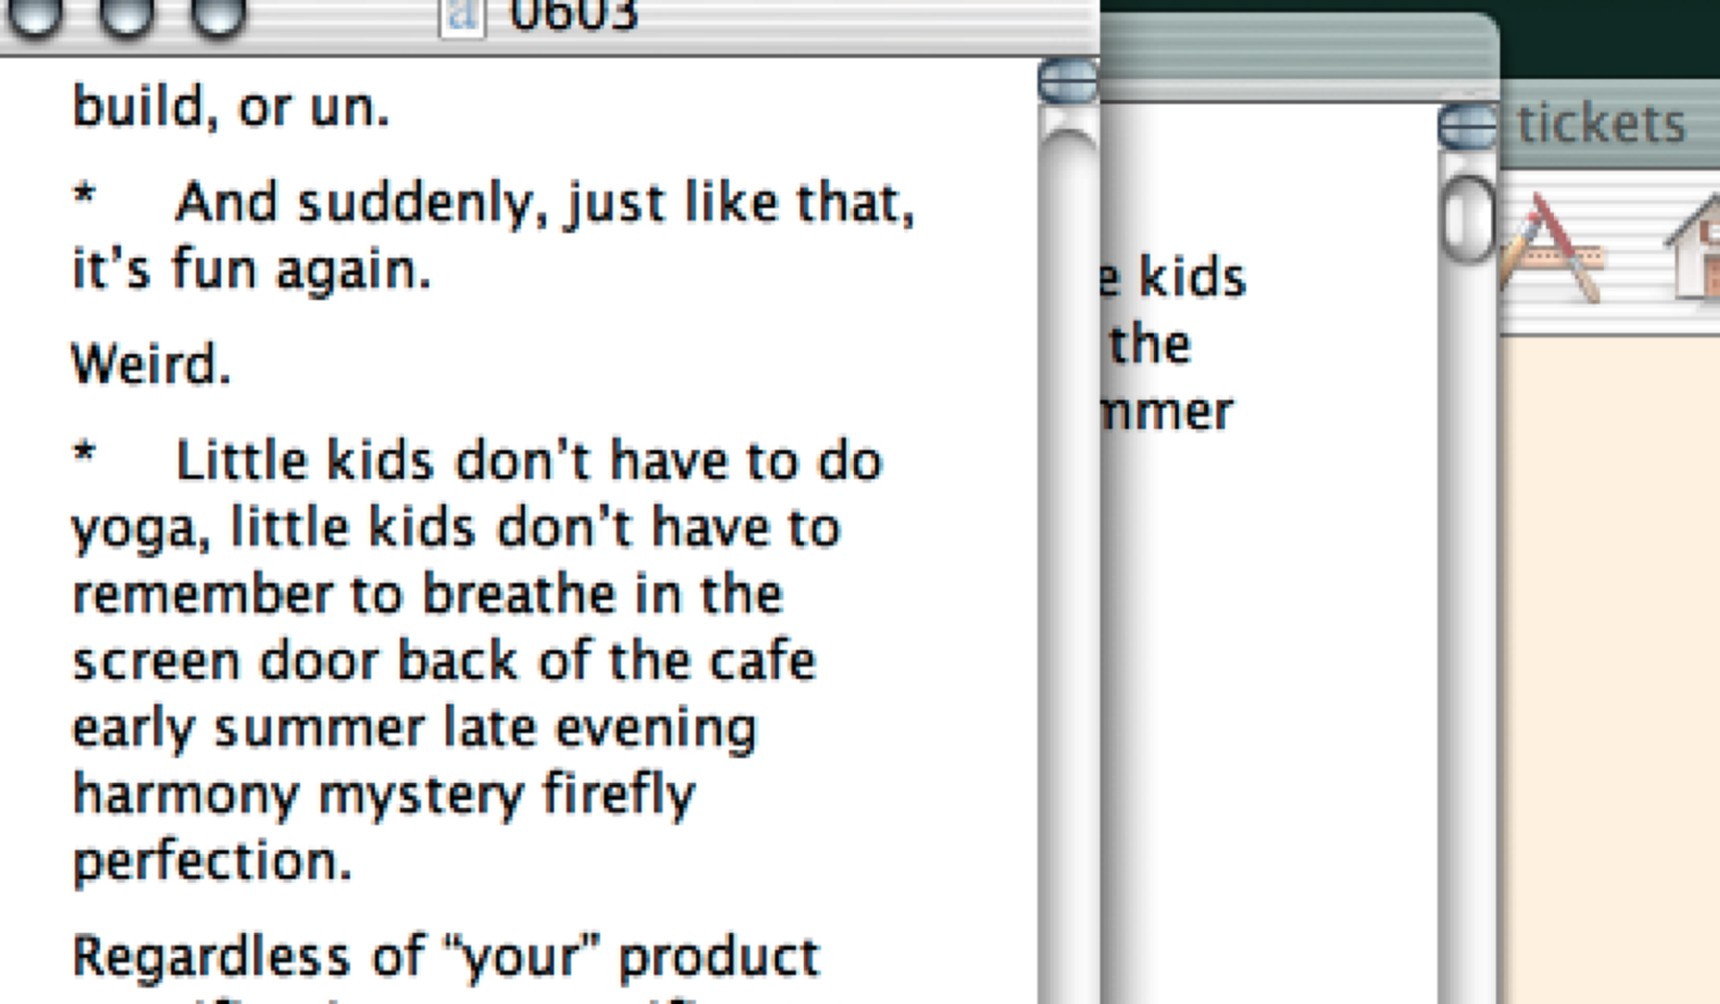 0603
build, or un.
* And suddenly, just like that,
it's fun again.
Weird.
* Little kids don't have to do
yoga, little kids don't have to
remember to breathe in the
screen door back of the cafe
early summer late evening
harmony mystery firefly
perfection.
Regardless of “your” product
e kids
the
mmer
tickets